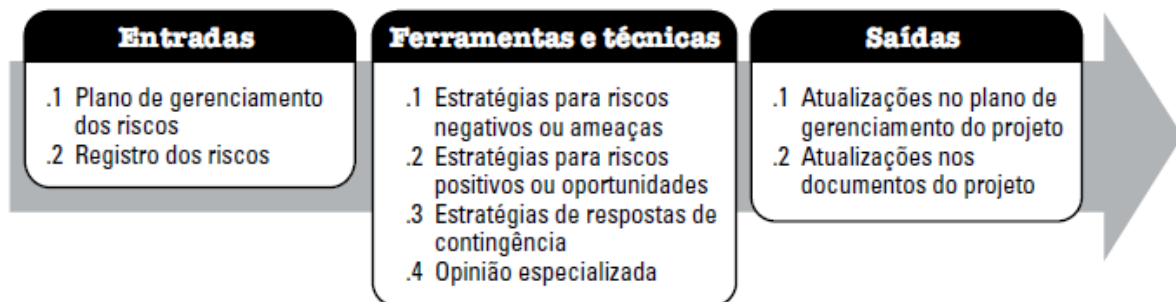 Entradas
.1 Plano de gerenciamento
dos riscos
.2 Registro dos riscos
Ferramentas e técnicas
.1 Estratégias para riscos
negativos ou ameaças
.2 Estratégias para riscos
positivos ou oportunidades
.3 Estratégias de respostas de
contingência
.4 Opinião especializada
Saídas
.1 Atualizações no plano de
gerenciamento do projeto
.2 Atualizações nos
documentos do projeto